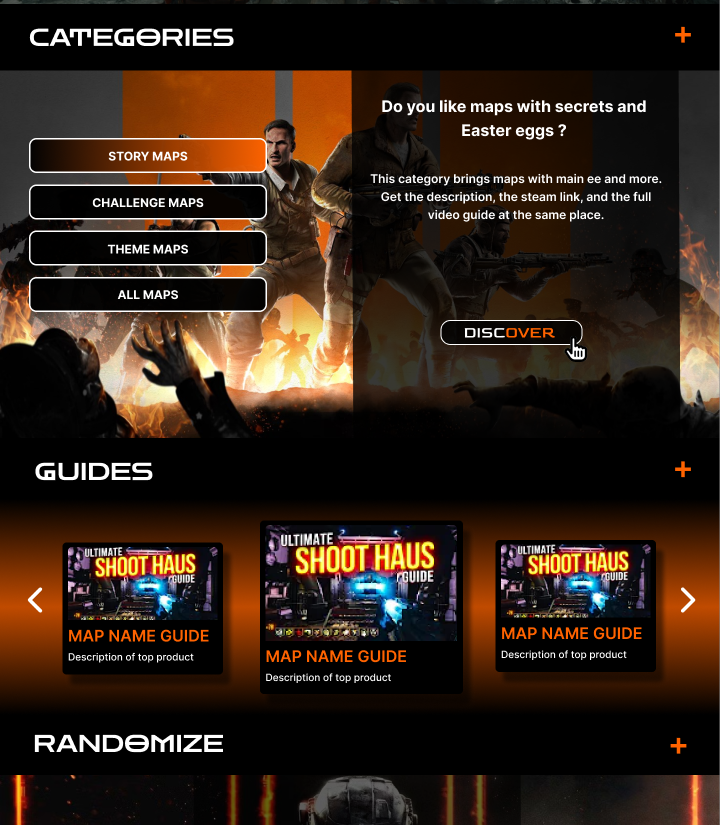 CATEGORIES
+
Do you like maps with secrets and
Easter eggs ?
STORY MAPS
This category brings maps with main ee and more.
Get the description, the steam link, and the full
video guide at the same place.
CHALLENGE MAPS
THEME MAPS
ALL MAPS
DISCOVER
GUIDES
+
ULTIMATE
SHOOT HAUS
GUIDE
MAP NAME GUIDE
Description of top product
ULTIMATE
SHOOT HAUS
GUIDE
MAP NAME GUIDE
Description of top product
ULTIMATE
SHOOT HAUS
GUIDE
MAP NAME GUIDE
Description of top product
RANDOMIZE
+